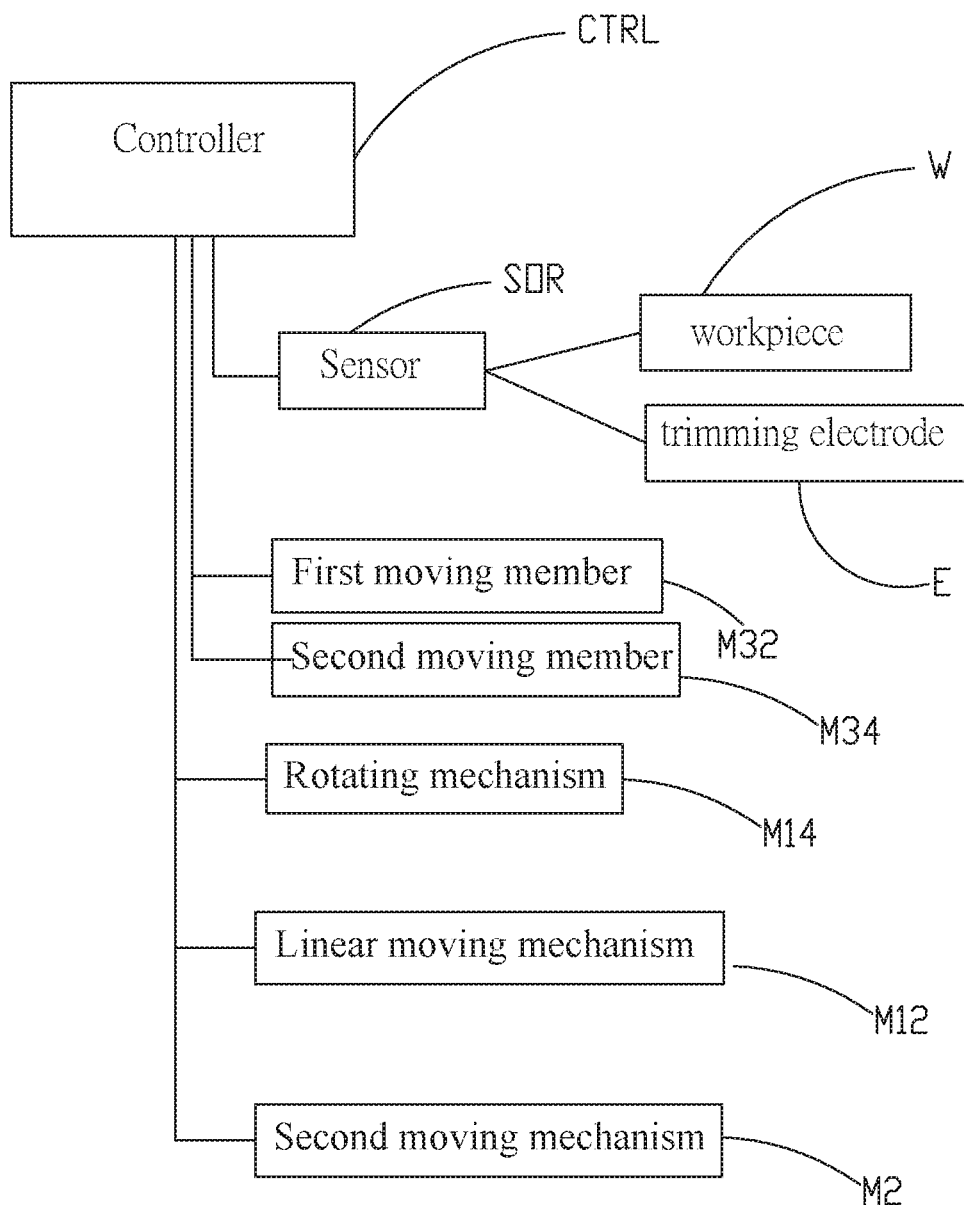 CTRL
Controller
W
SOR
workpiece
Sensor
trimming electrode
E
First moving member
M32
Second moving member
M34
Rotating mechanism
M14
Linear moving mechanism
M12
Second moving mechanism
M2